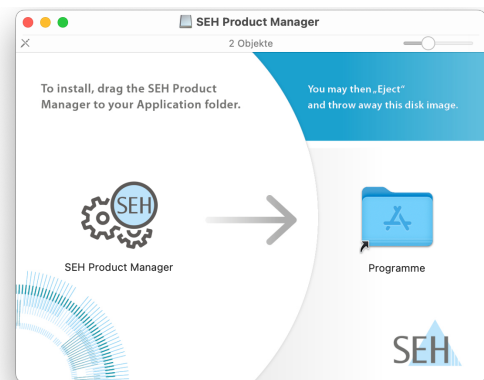 SEH Product Manager
2 Objekte
To install, drag the SEH Product
Manager to your Application folder.
You may then „Eject“
and throw away this disk image.
SEH
SEH Product Manager
Programme
SEH